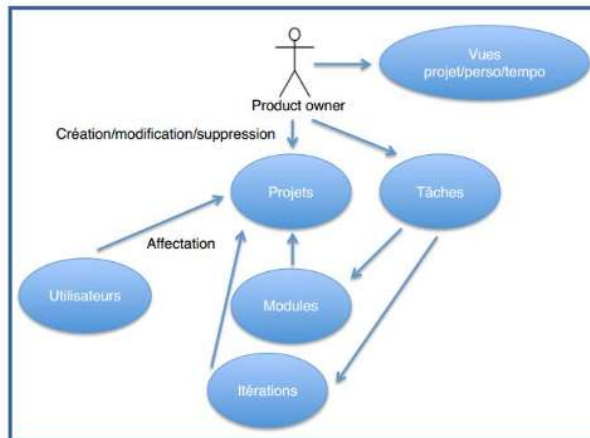 Vues
projet/perso/tempo
Product owner
Création/modification/suppression
Projets
Tâches
Affectation
Utilisateurs
Modules
Itérations